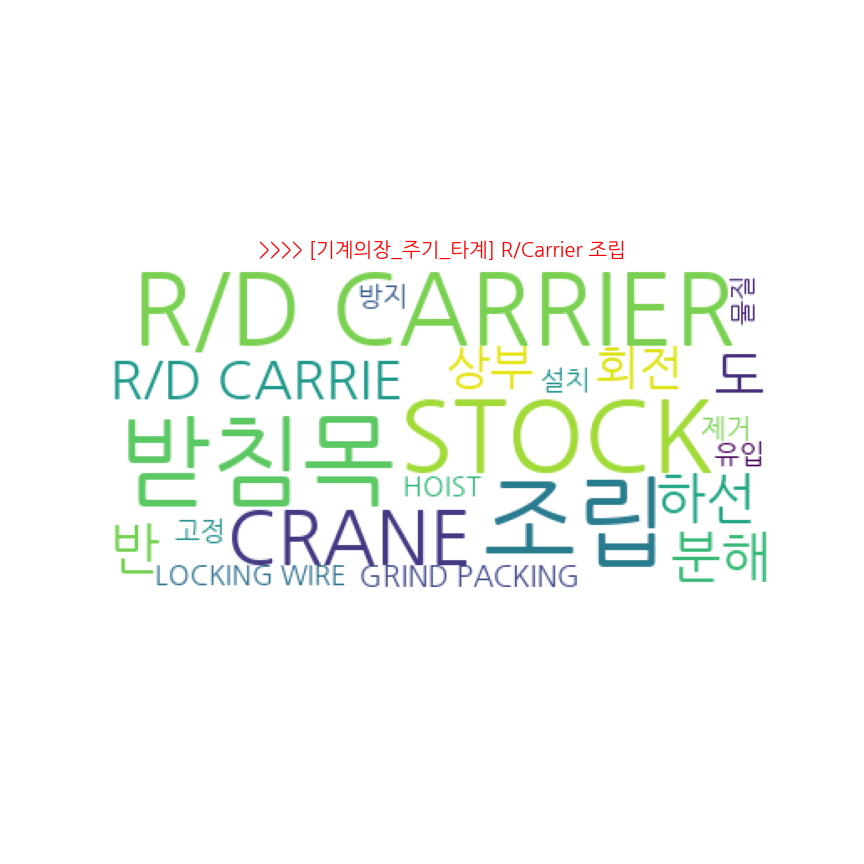 >>>> [기계의장_주기_타계] R/Carrier 조립
R/D CARRIER
방지
물질
R/D CARRIE
상부
설치
회전
도
받침목
STOCK
제거
유입
HOIST
조립
하선
반
고정
CRANE
분해
LOCKING WIRE
GRIND PACKING